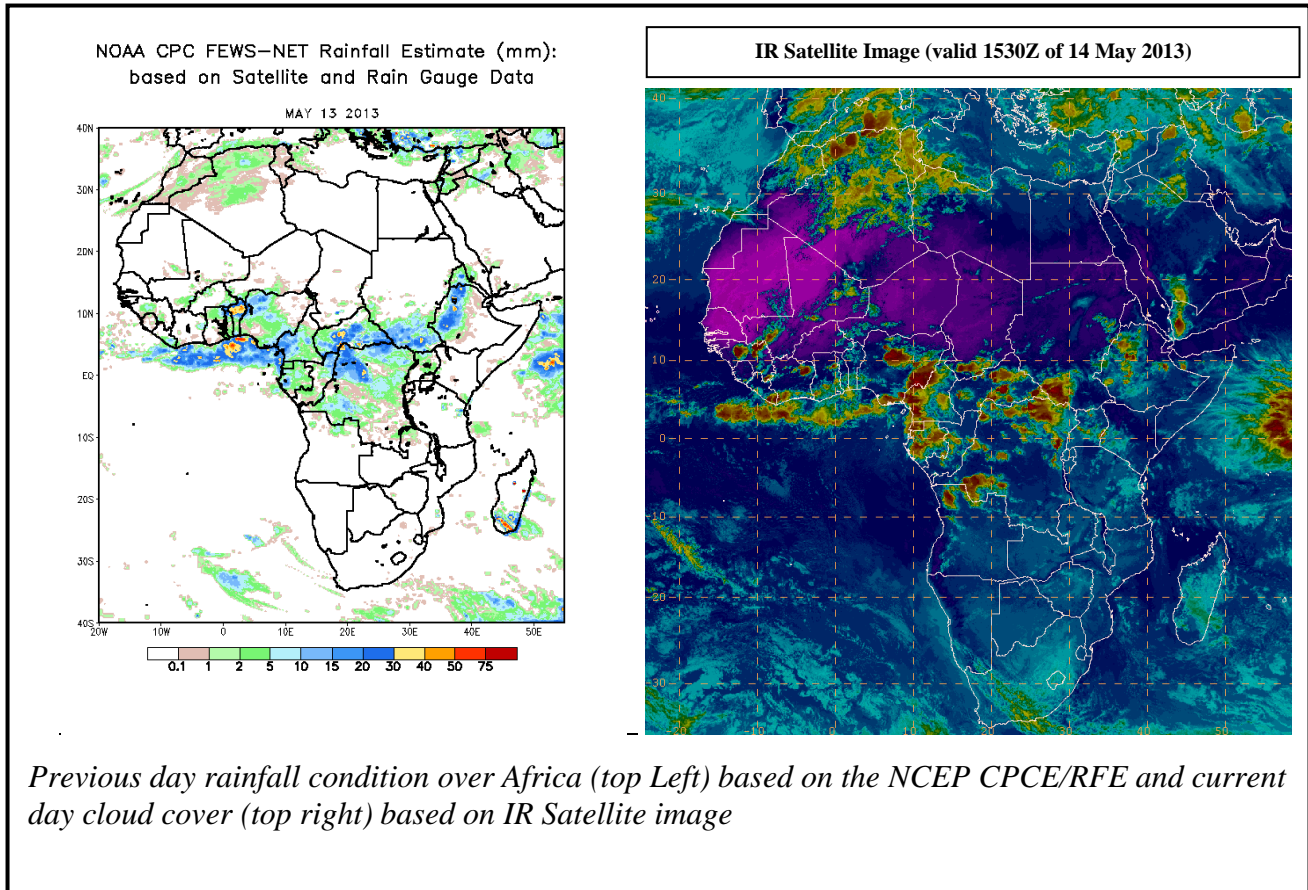 NOAA CPC FEWS-NET Rainfall Estimate (mm):
based on Satellite and Rain Gauge Data
MAY 13 2013
40N
30N
20N
10N
EQ
10S
20S
30S
40S
20W 10W 0 10E 20E 30E 40E 50E
0.1 1 2 5 10 15 20 30 40 50 75
IR Satellite Image (valid 1530Z of 14 May 2013)
40
30
20
10
0
-10
-20
-30
-20 -10 0 10 20 30 40 50
Previous day rainfall condition over Africa (top Left) based on the NCEP CPCE/RFE and current
day cloud cover (top right) based on IR Satellite image